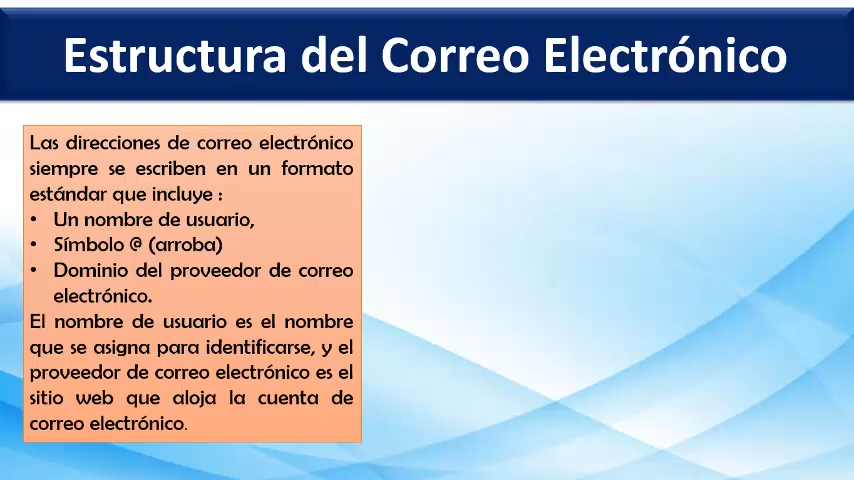 Estructura del Correo Electrónico
Las direcciones de correo electrónico
siempre se escriben en un formato
estándar que incluye :
• Un nombre de usuario,
• Símbolo @ (arroba)
• Dominio del proveedor de correo
electrónico.
El nombre de usuario es el nombre
que se asigna para identificarse, y el
proveedor de correo electrónico es el
sitio web que aloja la cuenta de
correo electrónico.